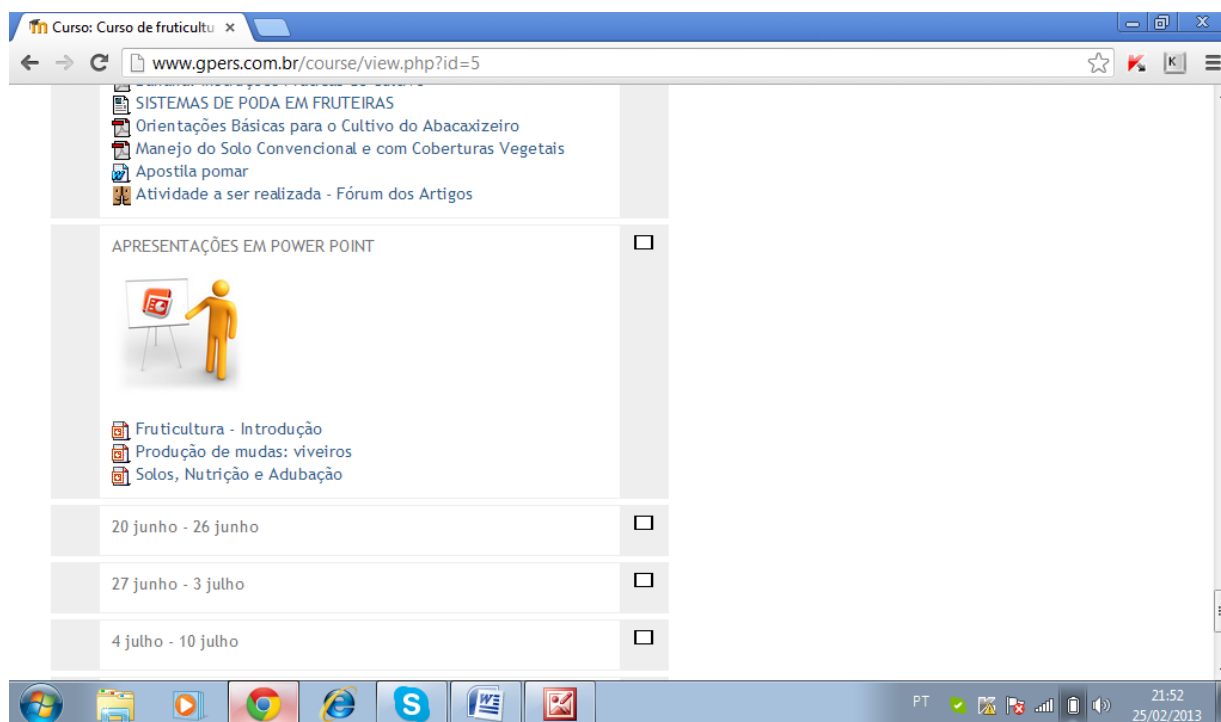 Curso: Curso de fruticultu
www.gpers.com.br/course/view.php?id=5
SISTEMAS DE PODA EM FRUTEIRAS
Orientações Básicas para o Cultivo do Abacaxizeiro
Manejo do Solo Convencional e com Coberturas Vegetais
Apostila pomar
Atividade a ser realizada - Fórum dos Artigos
APRESENTAÇÕES EM POWER POINT
Fruticultura - Introdução
Produção de mudas: viveiros
Solos, Nutrição e Adubação
20 junho - 26 junho
27 junho - 3 julho
4 julho - 10 julho
PT
21:52
25/02/2013